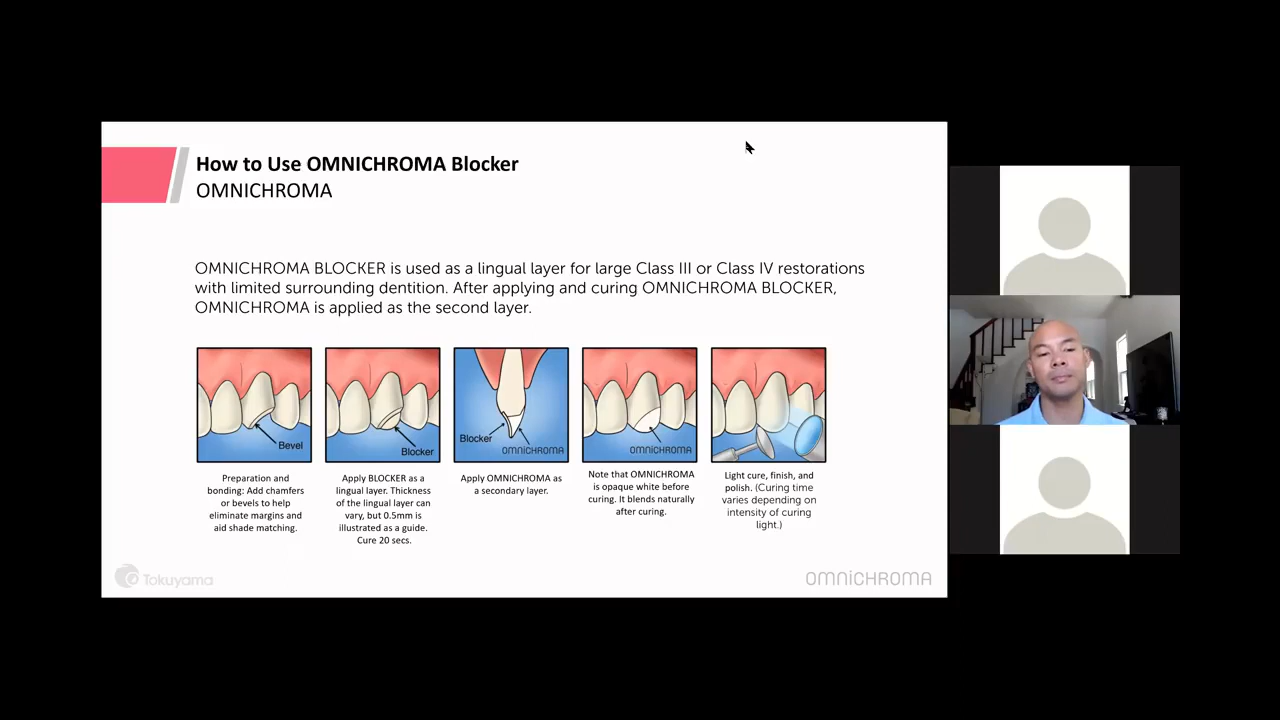 How to Use OMNICHROMA Blocker
OMNICHROMA
OMNICHROMA BLOCKER is used as a lingual layer for large Class III or Class IV restorations
with limited surrounding dentition. After applying and curing OMNICHROMA BLOCKER,
OMNICHROMA is applied as the second layer.
Bevel
Blocker
Blocker
OMNICHROMA
OMNICHROMA
Preparation and
bonding: Add chamfers
or bevels to help
eliminate margins and
aid shade matching.
Apply BLOCKER as a
lingual layer. Thickness
of the lingual layer can
vary, but 0.5mm is
illustrated as a guide.
Cure 20 secs.
Apply OMNICHROMA as
a secondary layer.
Note that OMNICHROMA
is opaque white before
curing. It blends naturally
after curing.
Light cure, finish, and
polish. (Curing time
varies depending on
intensity of curing
light.)
Tokuyama
OMNICHROMA